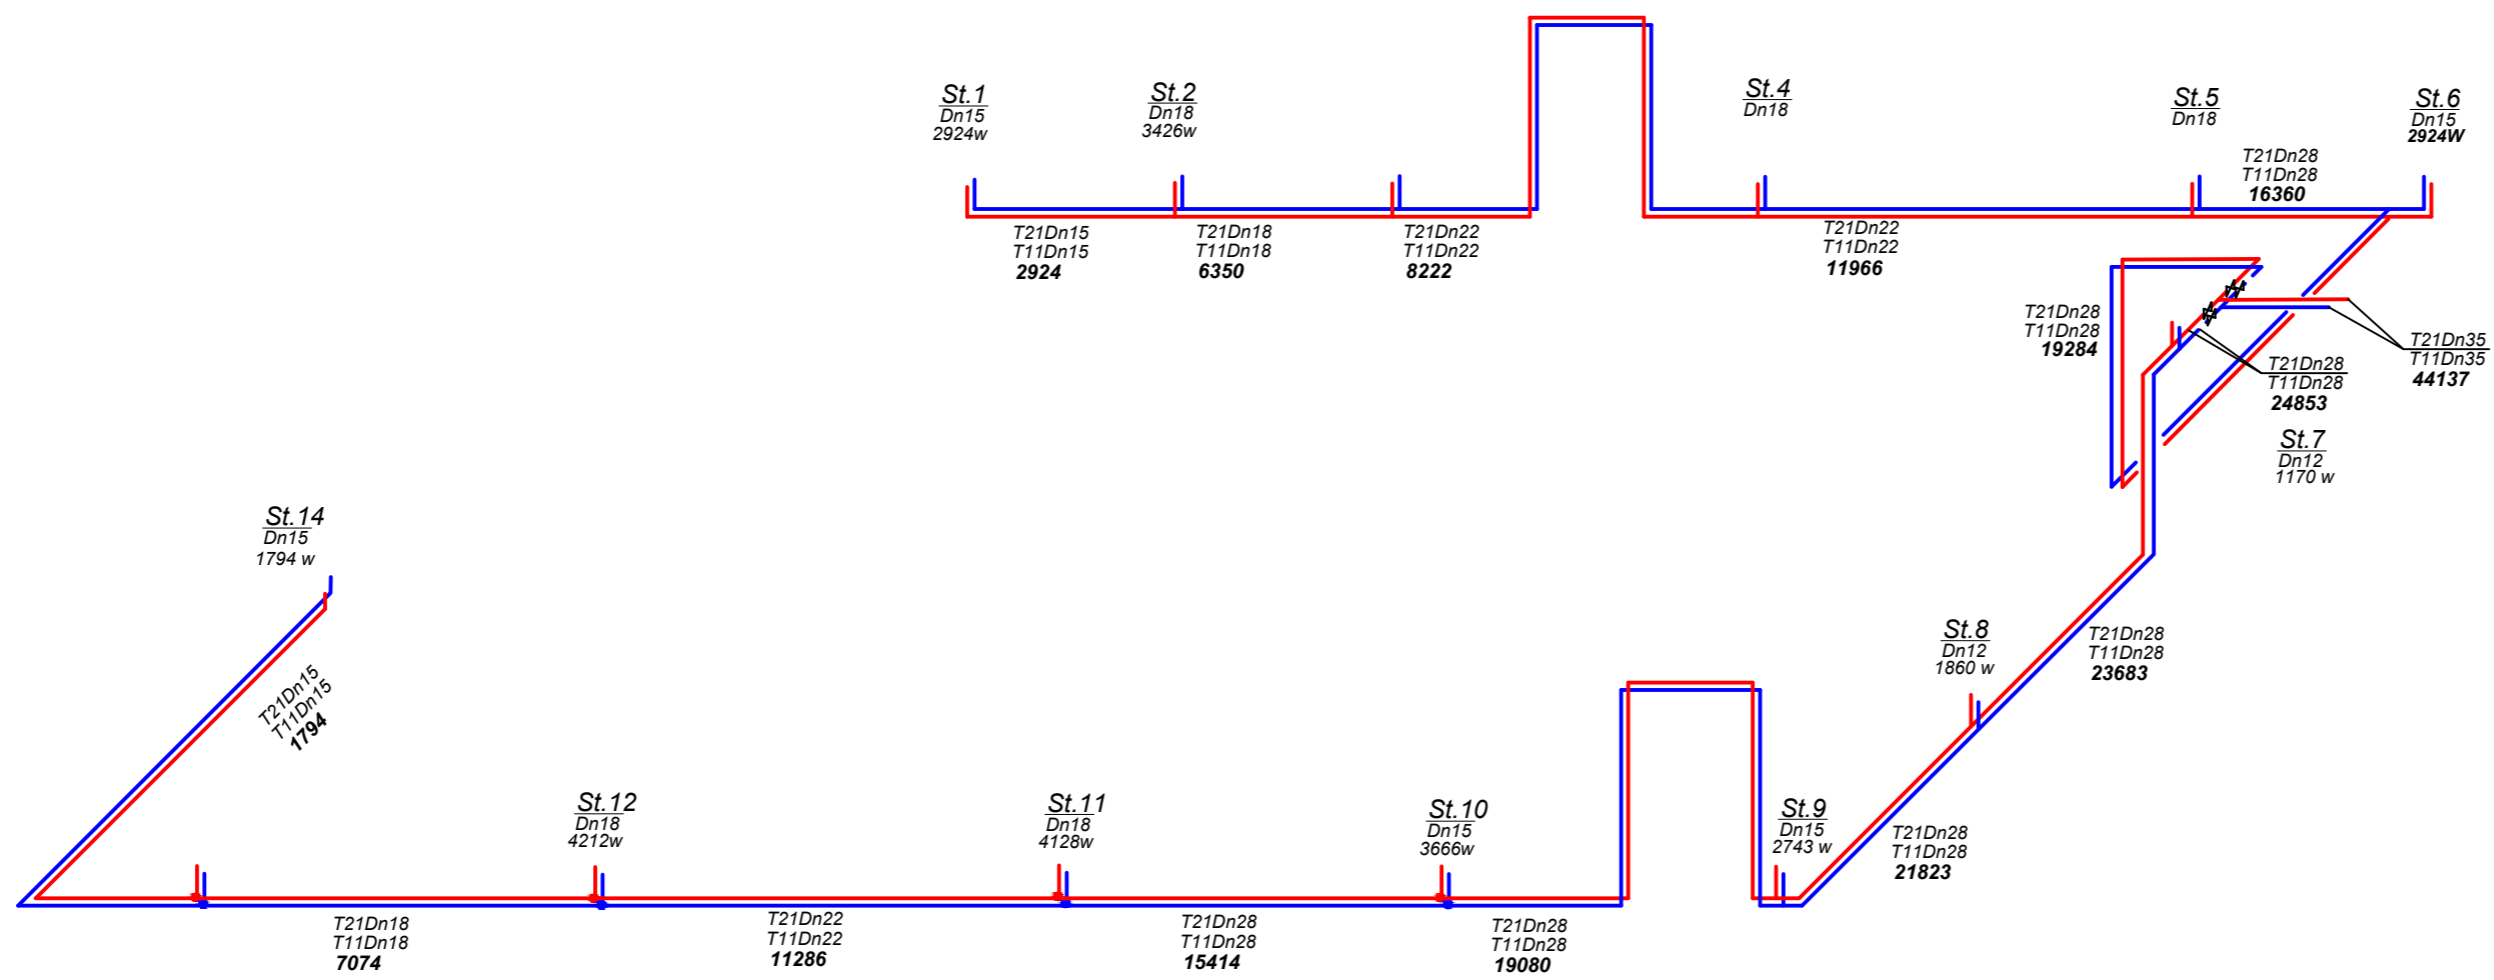 St.1
Dn15
2924w
St.2
Dn18
3426w
St.4
Dn18
St.5
Dn18
St.6
Dn15
2924W
T21Dn28
T11Dn28
16360
T21Dn15
T11Dn15
2924
T21Dn18
T11Dn18
6350
T21Dn22
T11Dn22
8222
T21Dn22
T11Dn22
11966
T21Dn28
T11Dn28
19284
T21Dn35
T11Dn35
44137
T21Dn28
T11Dn28
24853
St.7
Dn12
1170 w
St.14
Dn15
1794 w
T21Dn15
T11Dn15
1794
St.8
Dn12
1860 w
T21Dn28
T11Dn28
23683
St.12
Dn18
4212w
St.11
Dn18
4128w
St.10
Dn15
3666w
St.9
Dn15
2743 w
T21Dn28
T11Dn28
21823
T21Dn18
T11Dn18
7074
T21Dn22
T11Dn22
11286
T21Dn28
T11Dn28
15414
T21Dn28
T11Dn28
19080